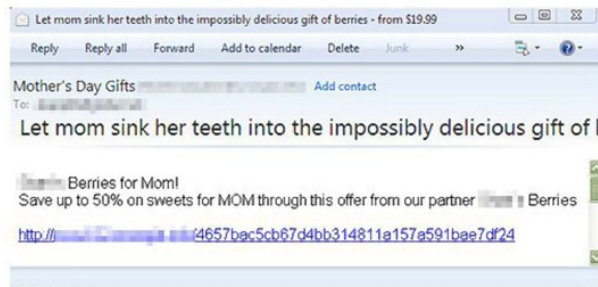 Let mom sink her teeth into the impossibly delicious gift of berries - from $19.99
Reply Reply all Forward Add to calendar Delete Junk »
Mother's Day Gifts Add contact
To:
Let mom sink her teeth into the impossibly delicious gift of
Berries for Mom!
Save up to 50% on sweets for MOM through this offer from our partner Berries
http:// /4657bac5cb67d4bb314811a157a591bae7df24